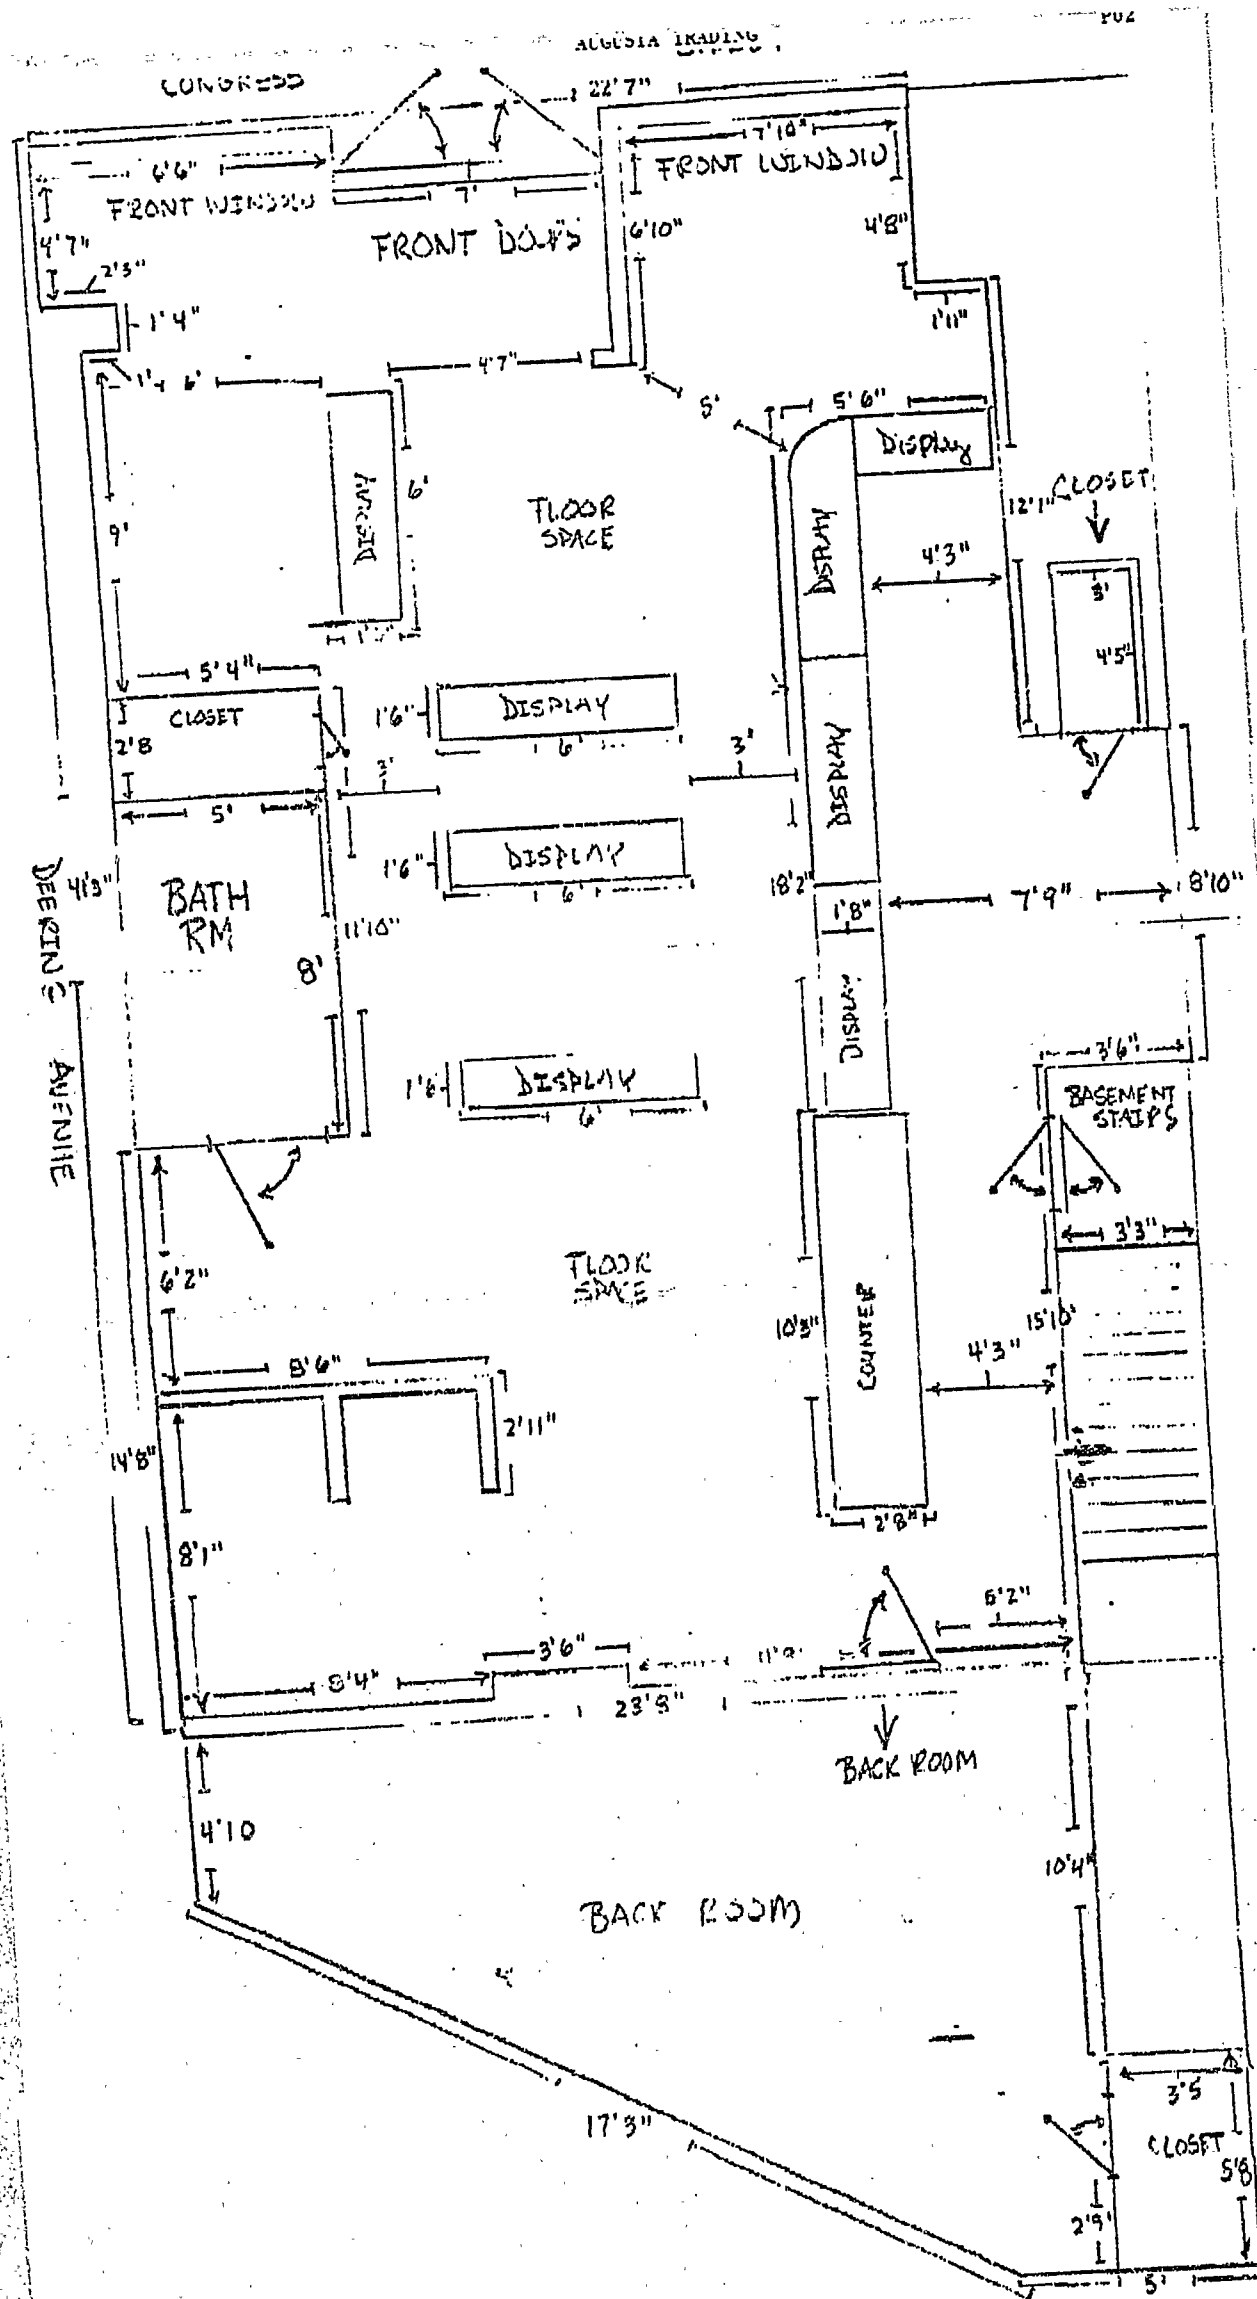 AUGUSTA TRADING
P02
CONGRESS
22'7"
7'10"
6'6"
FRONT WINDOW
FRONT WINDOW
7'
FRONT DOORS
6'10"
4'8"
4'7"
2'3"
1'4"
1'11"
1'
6'
4'7"
5'
5'6"
Display
DISPLAY
6'
9'
FLOOR
SPACE
DISPLAY
12'1"
CLOSET
4'3"
3'
4'5"
5'4"
CLOSET
2'8
1'6"
DISPLAY
6'
3'
3'
DISPLAY
5'
1'6"
DISPLAY
6'
41'3"
BATH
RM
11'10"
8'
18'2"
1'8"
7'9"
8'10"
DEERING AVENUE
DISPLAY
1'6
DISPLAY
6'
3'6"
BASEMENT
STAIRS
3'3"
6'2"
FLOOR
SPACE
10'3"
COUNTER
15'10"
4'3"
8'6"
2'11"
14'8"
2'8"
8'1"
3'6"
8'4"
23'8"
BACK ROOM
4'10
10'4"
BACK ROOM
3'5
17'3"
CLOSET
5'8
2'9'
5'